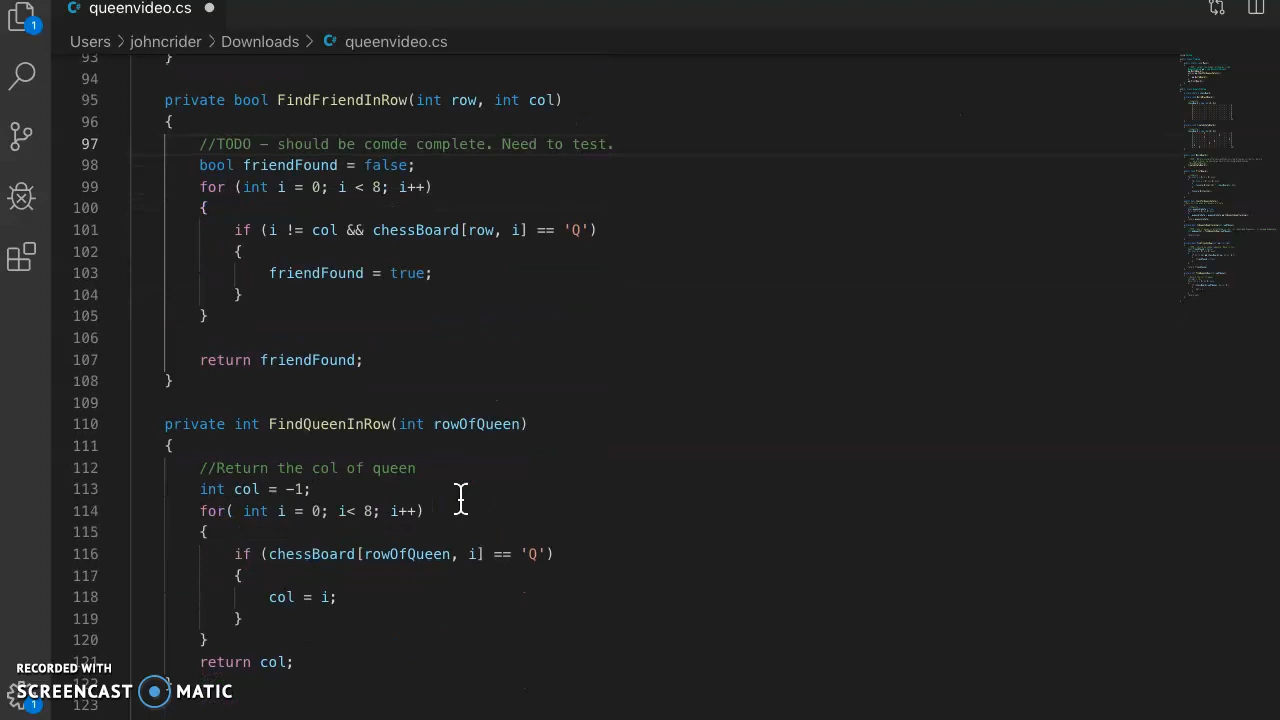 1
C# queenvideo.cs
Users > johncrider > Downloads > C# queenvideo.cs
93 }
94
95 private bool FindFriendInRow(int row, int col)
96 {
97 //TODO – should be comde complete. Need to test.
98 bool friendFound = false;
99 for (int i = 0; i < 8; i++)
100 {
101 if (i != col && chessBoard[row, i] == 'Q')
102 {
103 friendFound = true;
104 }
105 }
106
107 return friendFound;
108 }
109
110 private int FindQueenInRow(int rowOfQueen)
111 {
112 //Return the col of queen
113 int col = -1;
114 for( int i = 0; i< 8; i++)
115 {
116 if (chessBoard[rowOfQueen, i] == 'Q')
117 {
118 col = i;
119 }
120 }
121 return col;
122 }
123
RECORDED WITH
SCREENCAST MATIC
1